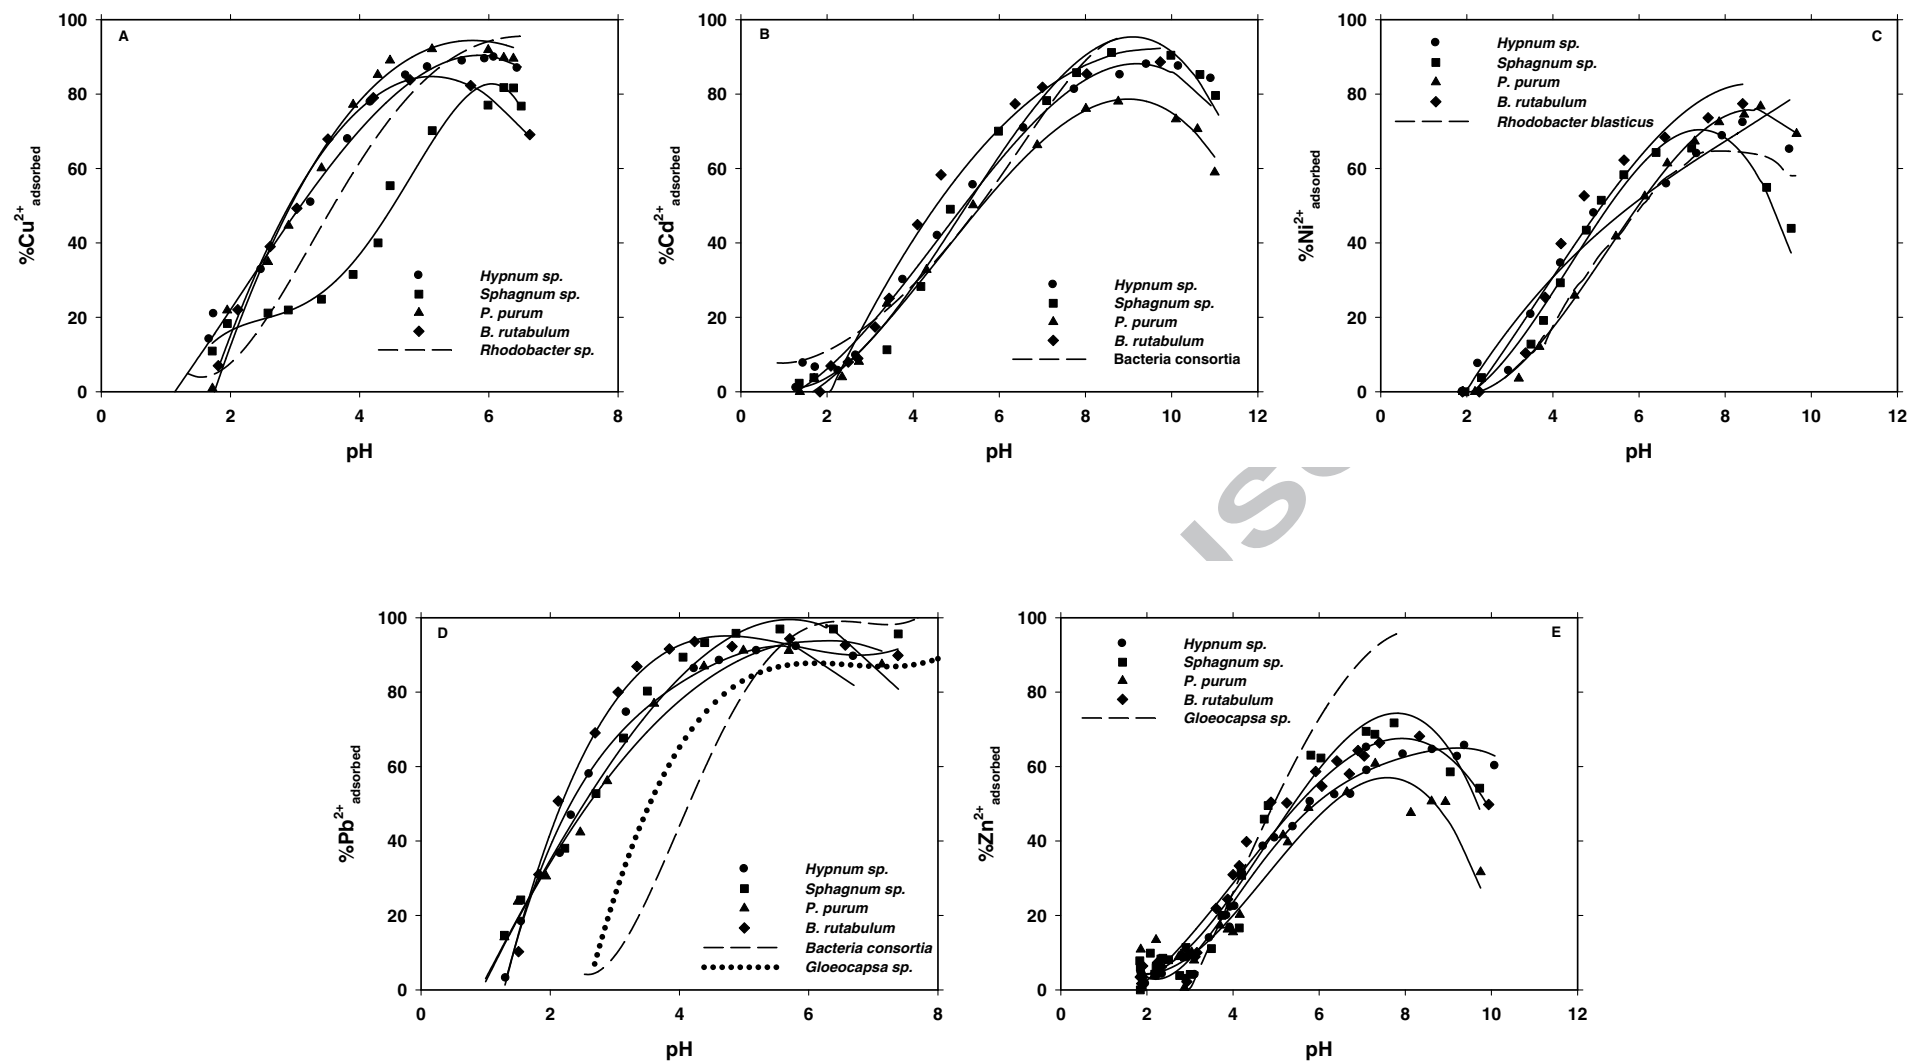 A
100
80
60
40
20
0
%Cu2+ adsorbed
Hypnum sp.
Sphagnum sp.
P. purum
B. rutabulum
Rhodobacter sp.
0 2 4 6 8
pH
B
100
80
60
40
20
0
%Cd2+ adsorbed
Hypnum sp.
Sphagnum sp.
P. purum
B. rutabulum
Bacteria consortia
0 2 4 6 8 10 12
pH
C
100
80
60
40
20
0
%Ni2+ adsorbed
Hypnum sp.
Sphagnum sp.
P. purum
B. rutabulum
Rhodobacter blasticus
0 2 4 6 8 10 12
pH
D
100
80
60
40
20
0
%Pb2+ adsorbed
Hypnum sp.
Sphagnum sp.
P. purum
B. rutabulum
Bacteria consortia
Gloeocapsa sp.
0 2 4 6 8
pH
E
100
80
60
40
20
0
%Zn2+ adsorbed
Hypnum sp.
Sphagnum sp.
P. purum
B. rutabulum
Gloeocapsa sp.
0 2 4 6 8 10 12
pH